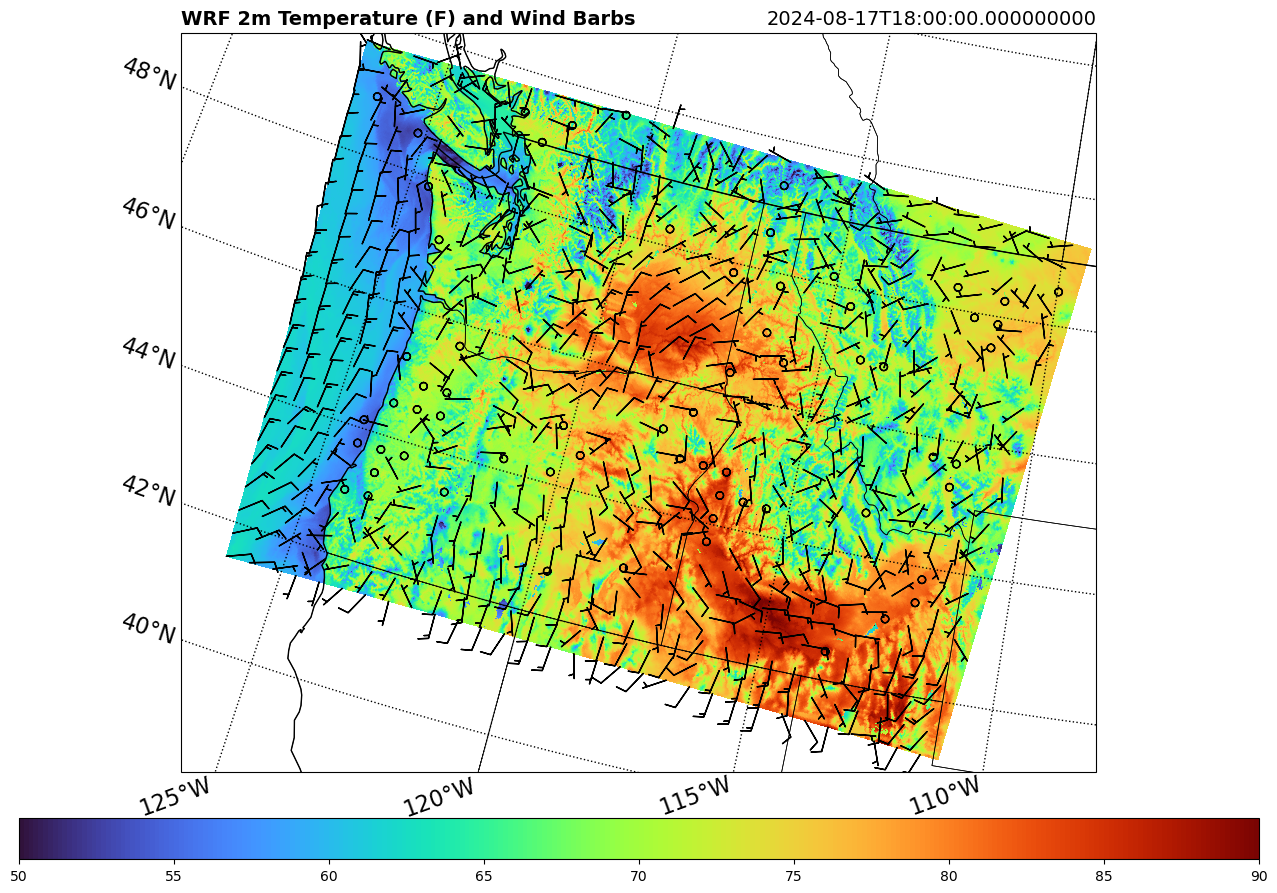 WRF 2m Temperature (F) and Wind Barbs 2024-08-17T18:00:00.000000000
48°N
46°N
44°N
42°N
40°N
125°W 120°W 115°W 110°W
50 55 60 65 70 75 80 85 90